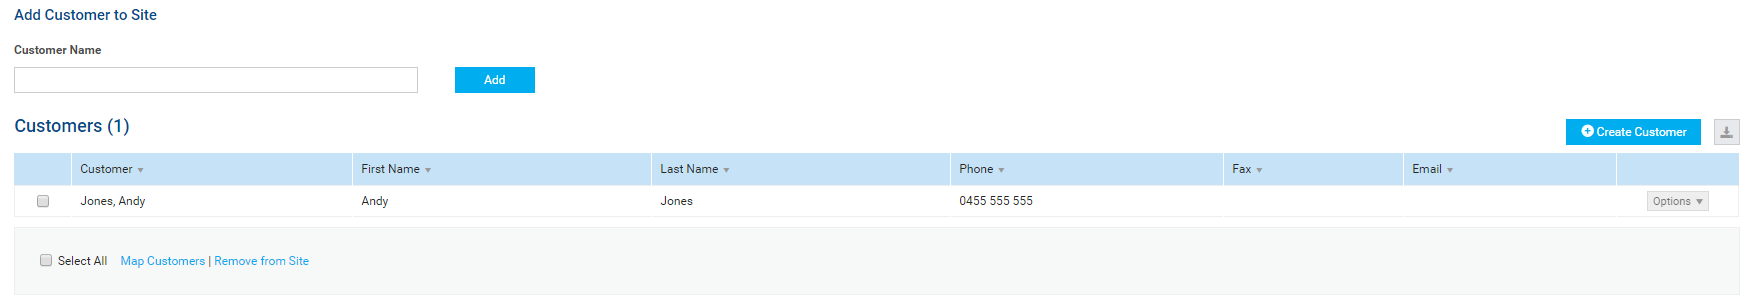 Add Customer to Site
Customer Name
Add
Customers (1)
Create Customer
Customer First Name Last Name Phone Fax Email
Jones, Andy Andy Jones 0455 555 555 Options
Select All Map Customers | Remove from Site